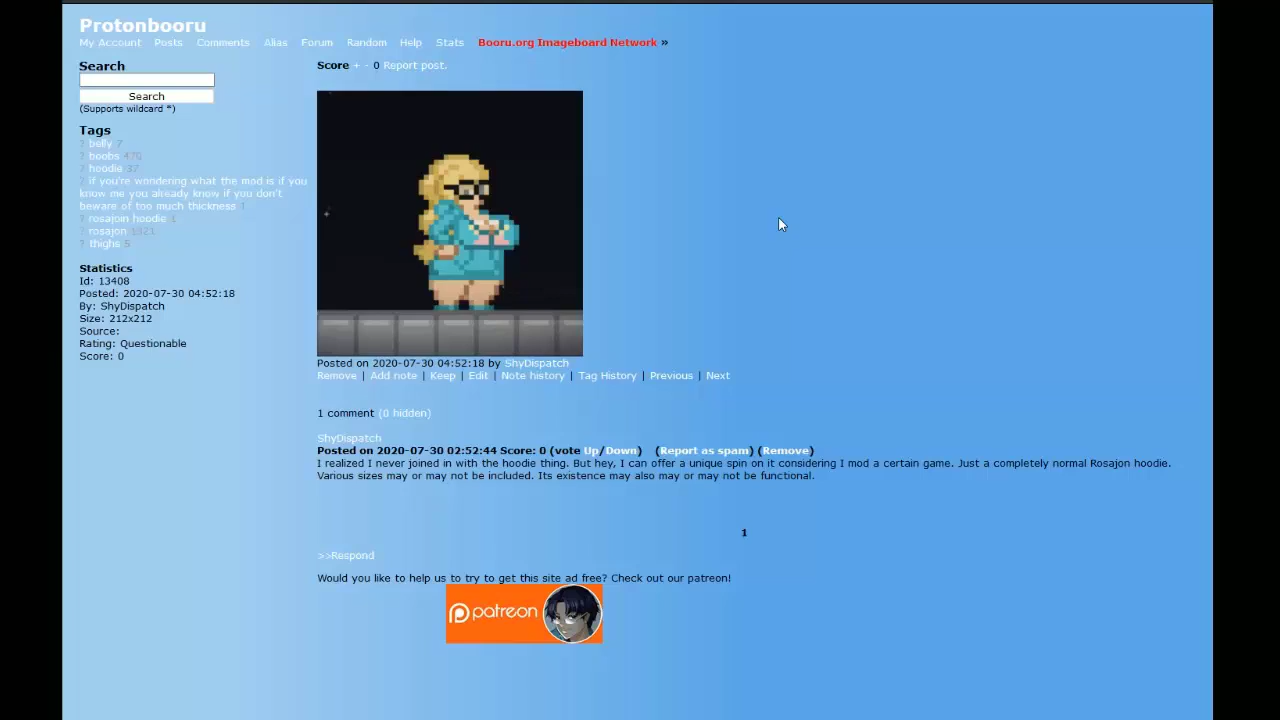 Protonbooru
My Account Posts Comments Alias Forum Random Help Stats Booru.org Imageboard Network »
Search
Search
(Supports wildcard *)
Tags
? belly 7
? boobs 470
? hoodie 37
? if you're wondering what the mod is if you
know me you already know if you don't
beware of too much thickness 1
? rosajoin hoodie 1
? rosajon 1321
? thighs 5
Statistics
Id: 13408
Posted: 2020-07-30 04:52:18
By: ShyDispatch
Size: 212x212
Source:
Rating: Questionable
Score: 0
Score + - 0 Report post.
Posted on 2020-07-30 04:52:18 by ShyDispatch
Remove | Add note | Keep | Edit | Note history | Tag History | Previous | Next
1 comment (0 hidden)
ShyDispatch
Posted on 2020-07-30 02:52:44 Score: 0 (vote Up/Down) (Report as spam) (Remove)
I realized I never joined in with the hoodie thing. But hey, I can offer a unique spin on it considering I mod a certain game. Just a completely normal Rosajon hoodie.
Various sizes may or may not be included. Its existence may also may or may not be functional.
1
>>Respond
Would you like to help us to try to get this site ad free? Check out our patreon!
patreon